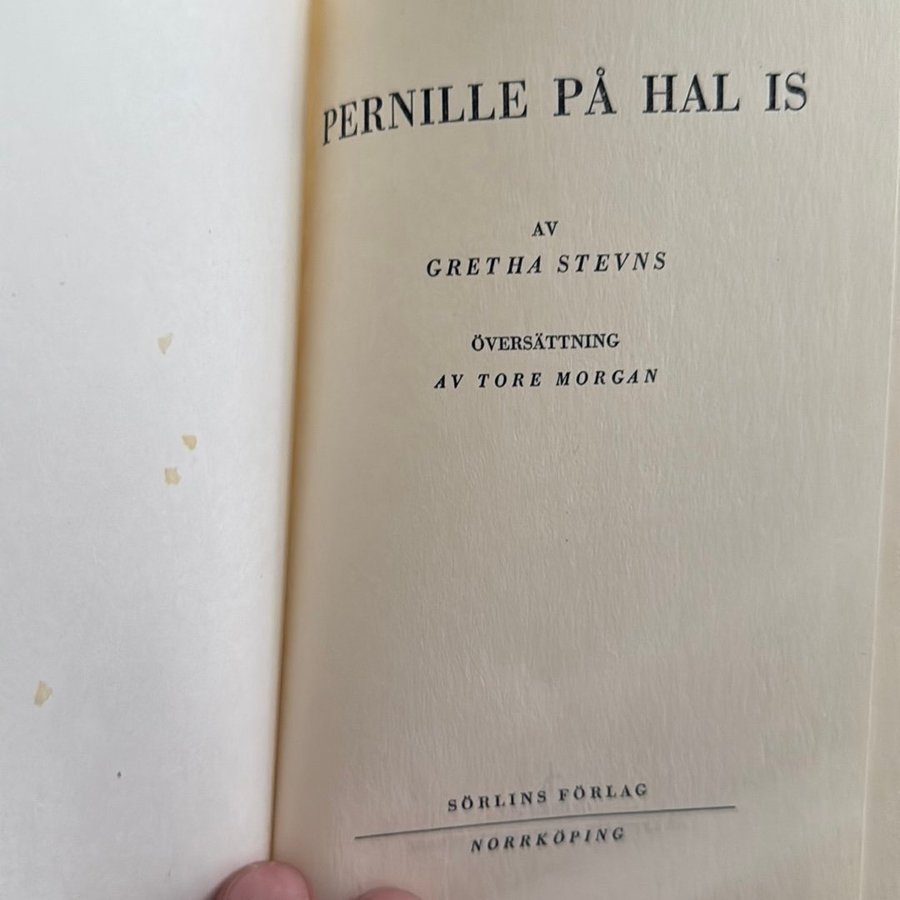 PERNILLE PÅ HAL IS
AV
GRETHA STEVNS
ÖVERSÄTTNING
AV TORE MORGAN
SÖRLINS FÖRLAG
NORRKÖPING